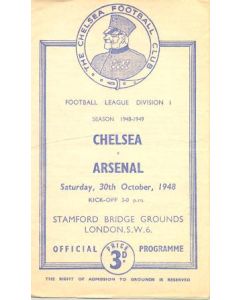 THE CHELSEA FOOTBALL CLUB
FOOTBALL LEAGUE DIVISION I
SEASON 1948-1949
CHELSEA
v
ARSENAL
Saturday, 30th October, 1948
KICK-OFF 3-0 p.m.
STAMFORD BRIDGE GROUNDS
LONDON. S.W.6.
OFFICIAL PRICE 3D PROGRAMME
THE RIGHT OF ADMISSION TO GROUNDS IS RESERVED